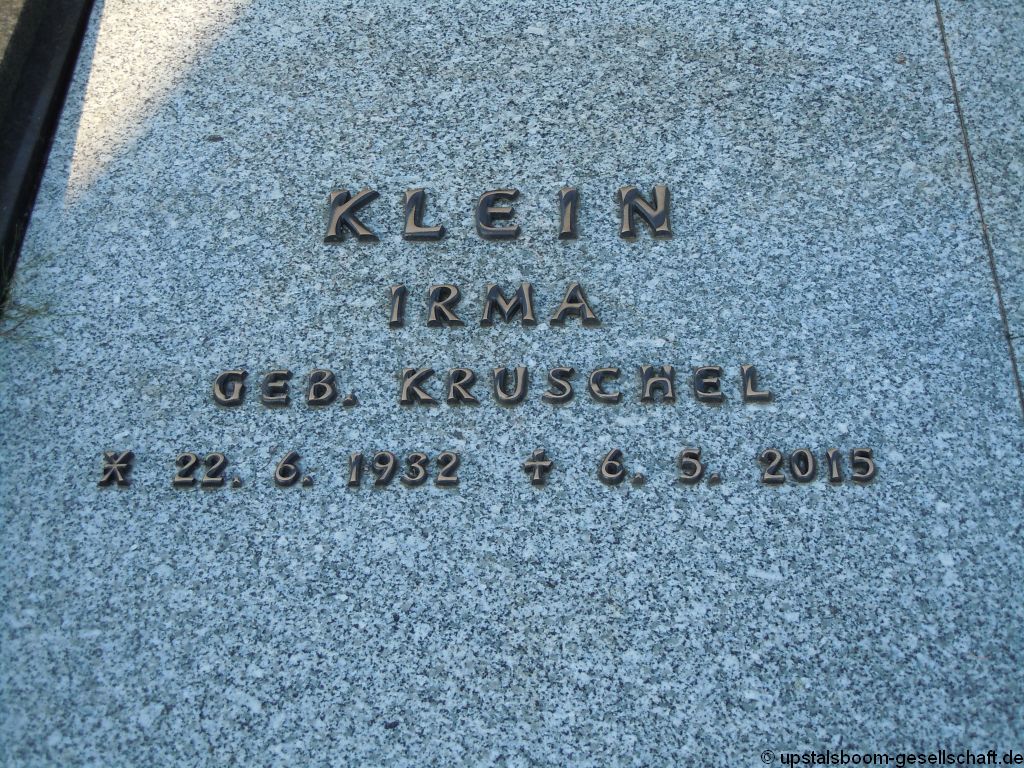 KLEIN
IRMA
GEB. KRUSCHEL
* 22. 6. 1932 † 6. 5. 2015
© upstalsboom-gesellschaft.de